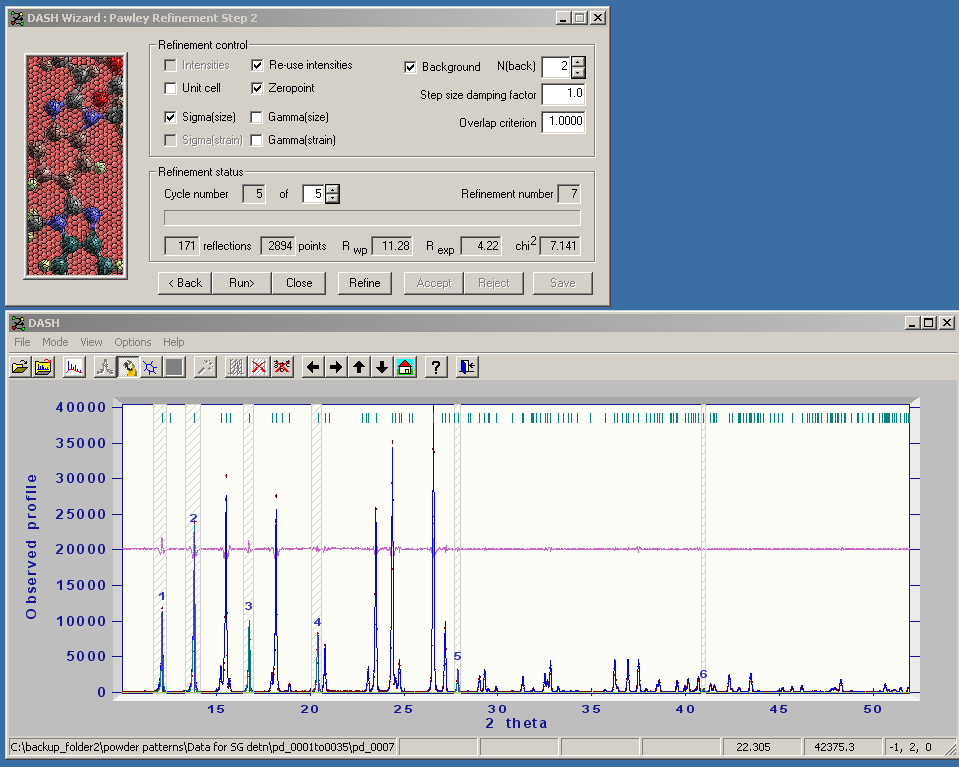 DASH Wizard : Pawley Refinement Step 2
Refinement control
Intensities Re-use intensities Background N(back) 2
Unit cell Zeropoint Step size damping factor 1.0
Sigma(size) Gamma(size) Overlap criterion 1.0000
Sigma(strain) Gamma(strain)
Refinement status
Cycle number 5 of 5 Refinement number 7
171 reflections 2894 points R wp 11.28 R exp 4.22 chi2 7.141
< Back Run> Close Refine Accept Reject Save
DASH
File Mode View Options Help
?
40000
35000
30000
25000
20000
15000
10000
5000
0
Observed profile
1
2
3
4
5
6
15 20 25 30 35 40 45 50
2 theta
C:\backup_folder2\powder patterns\Data for SG detn\pd_0001to0035\pd_0007 22.305 42375.3 -1, 2, 0